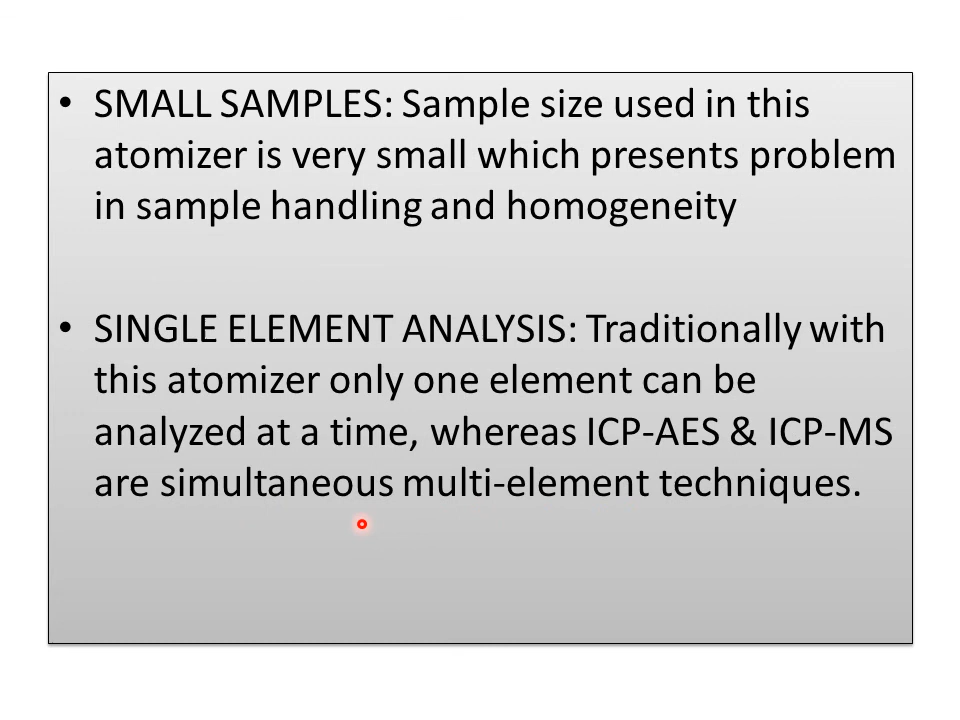 • SMALL SAMPLES: Sample size used in this
atomizer is very small which presents problem
in sample handling and homogeneity
• SINGLE ELEMENT ANALYSIS: Traditionally with
this atomizer only one element can be
analyzed at a time, whereas ICP-AES & ICP-MS
are simultaneous multi-element techniques.